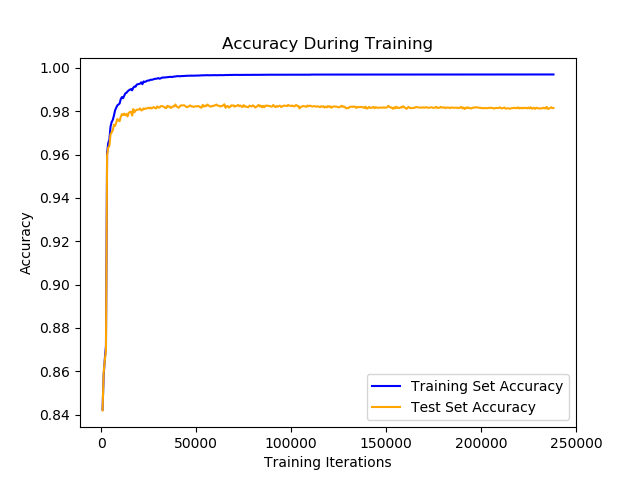 Accuracy During Training
1.00
0.98
0.96
0.94
0.92
0.90
0.88
0.86
0.84
Accuracy
Training Set Accuracy
Test Set Accuracy
0 50000 100000 150000 200000 250000
Training Iterations